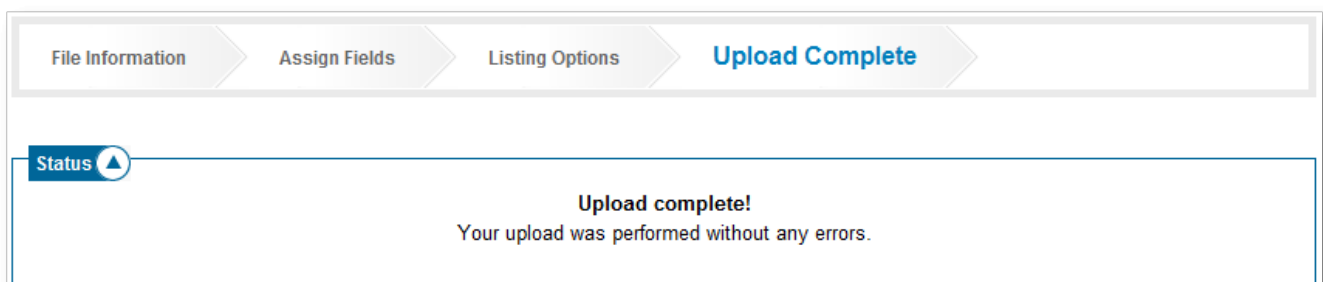 File Information Assign Fields Listing Options Upload Complete
Status
Upload complete!
Your upload was performed without any errors.